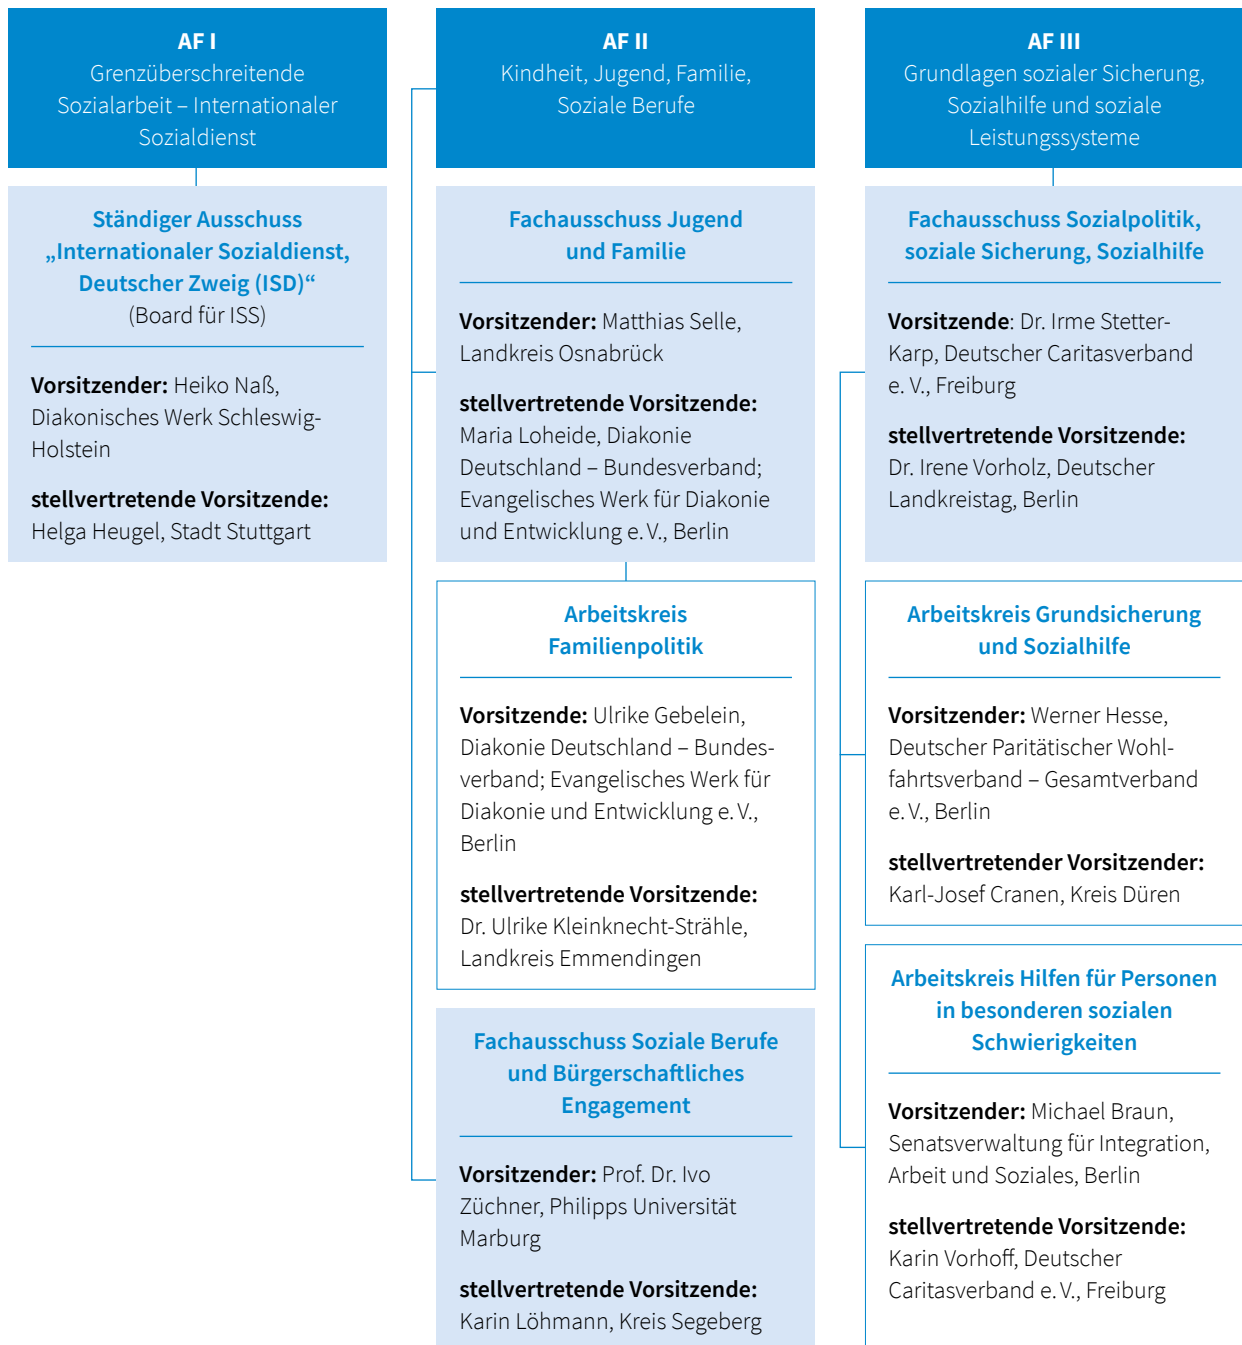 AF I
Grenzüberschreitende
Sozialarbeit – Internationaler
Sozialdienst
Ständiger Ausschuss
„Internationaler Sozialdienst,
Deutscher Zweig (ISD)“
(Board für ISS)
Vorsitzender: Heiko Naß,
Diakonisches Werk Schleswig-
Holstein
stellvertretende Vorsitzende:
Helga Heugel, Stadt Stuttgart
AF II
Kindheit, Jugend, Familie,
Soziale Berufe
Fachausschuss Jugend
und Familie
Vorsitzender: Matthias Selle,
Landkreis Osnabrück
stellvertretende Vorsitzende:
Maria Loheide, Diakonie
Deutschland – Bundesverband;
Evangelisches Werk für Diakonie
und Entwicklung e. V., Berlin
Arbeitskreis
Familienpolitik
Vorsitzende: Ulrike Gebelein,
Diakonie Deutschland – Bundes-
verband; Evangelisches Werk für
Diakonie und Entwicklung e. V.,
Berlin
stellvertretende Vorsitzende:
Dr. Ulrike Kleinknecht-Strähle,
Landkreis Emmendingen
Fachausschuss Soziale Berufe
und Bürgerschaftliches
Engagement
Vorsitzender: Prof. Dr. Ivo
Züchner, Philipps Universität
Marburg
stellvertretende Vorsitzende:
Karin Löhmann, Kreis Segeberg
AF III
Grundlagen sozialer Sicherung,
Sozialhilfe und soziale
Leistungssysteme
Fachausschuss Sozialpolitik,
soziale Sicherung, Sozialhilfe
Vorsitzende: Dr. Irme Stetter-
Karp, Deutscher Caritasverband
e. V., Freiburg
stellvertretende Vorsitzende:
Dr. Irene Vorholz, Deutscher
Landkreistag, Berlin
Arbeitskreis Grundsicherung
und Sozialhilfe
Vorsitzender: Werner Hesse,
Deutscher Paritätischer Wohl-
fahrtsverband – Gesamtverband
e. V., Berlin
stellvertretender Vorsitzender:
Karl-Josef Cranen, Kreis Düren
Arbeitskreis Hilfen für Personen
in besonderen sozialen
Schwierigkeiten
Vorsitzender: Michael Braun,
Senatsverwaltung für Integration,
Arbeit und Soziales, Berlin
stellvertretende Vorsitzende:
Karin Vorhoff, Deutscher
Caritasverband e. V., Freiburg